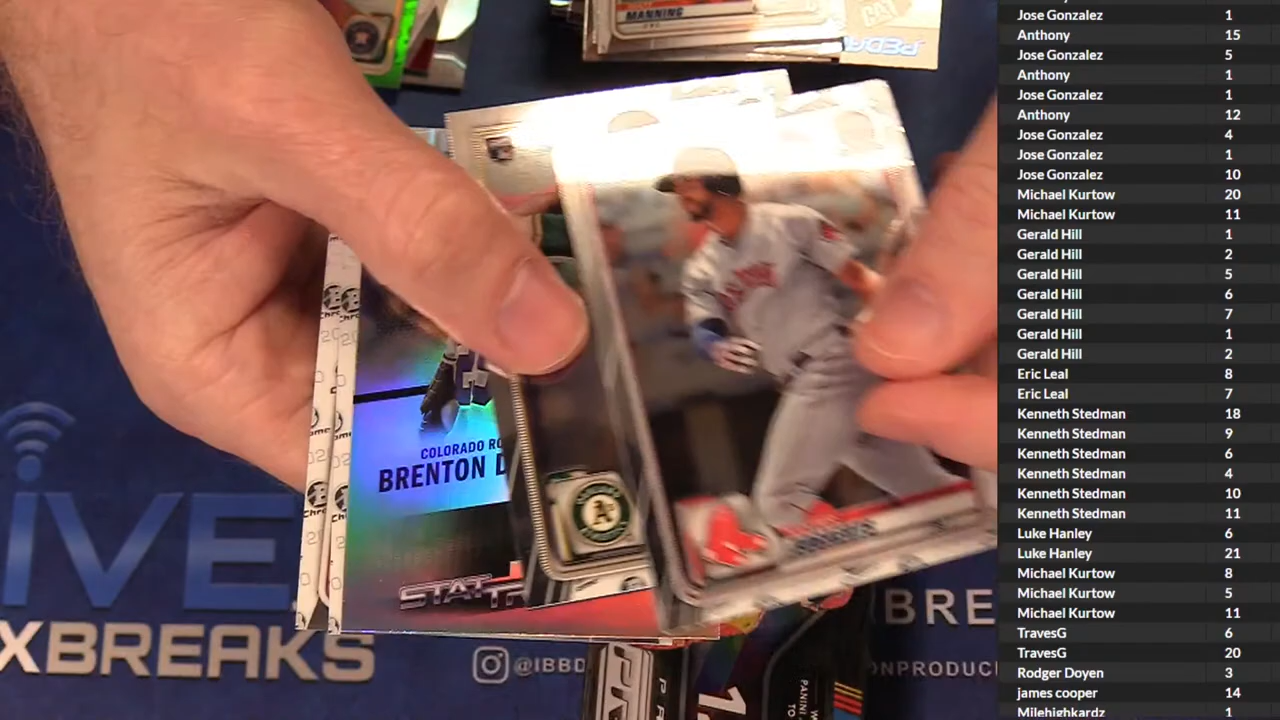 Jose Gonzalez 1
Anthony 15
Jose Gonzalez 5
Anthony 1
Jose Gonzalez 1
Anthony 12
Jose Gonzalez 4
Jose Gonzalez 1
Jose Gonzalez 10
Michael Kurtow 20
Michael Kurtow 11
Gerald Hill 1
Gerald Hill 2
Gerald Hill 5
Gerald Hill 6
Gerald Hill 7
Gerald Hill 1
Gerald Hill 2
Eric Leal 8
Eric Leal 7
Kenneth Stedman 18
Kenneth Stedman 9
Kenneth Stedman 6
Kenneth Stedman 4
Kenneth Stedman 10
Kenneth Stedman 11
Luke Hanley 6
Luke Hanley 21
Michael Kurtow 8
Michael Kurtow 5
Michael Kurtow 11
TravesG 6
TravesG 20
Rodger Doyen 3
james cooper 14
Milehighkardz 1
MANNING
COLORADO RO
BRENTON D
STAT
TR
A's
IVE
XBREAKS
@IBBD
BRE
ONPRODUC